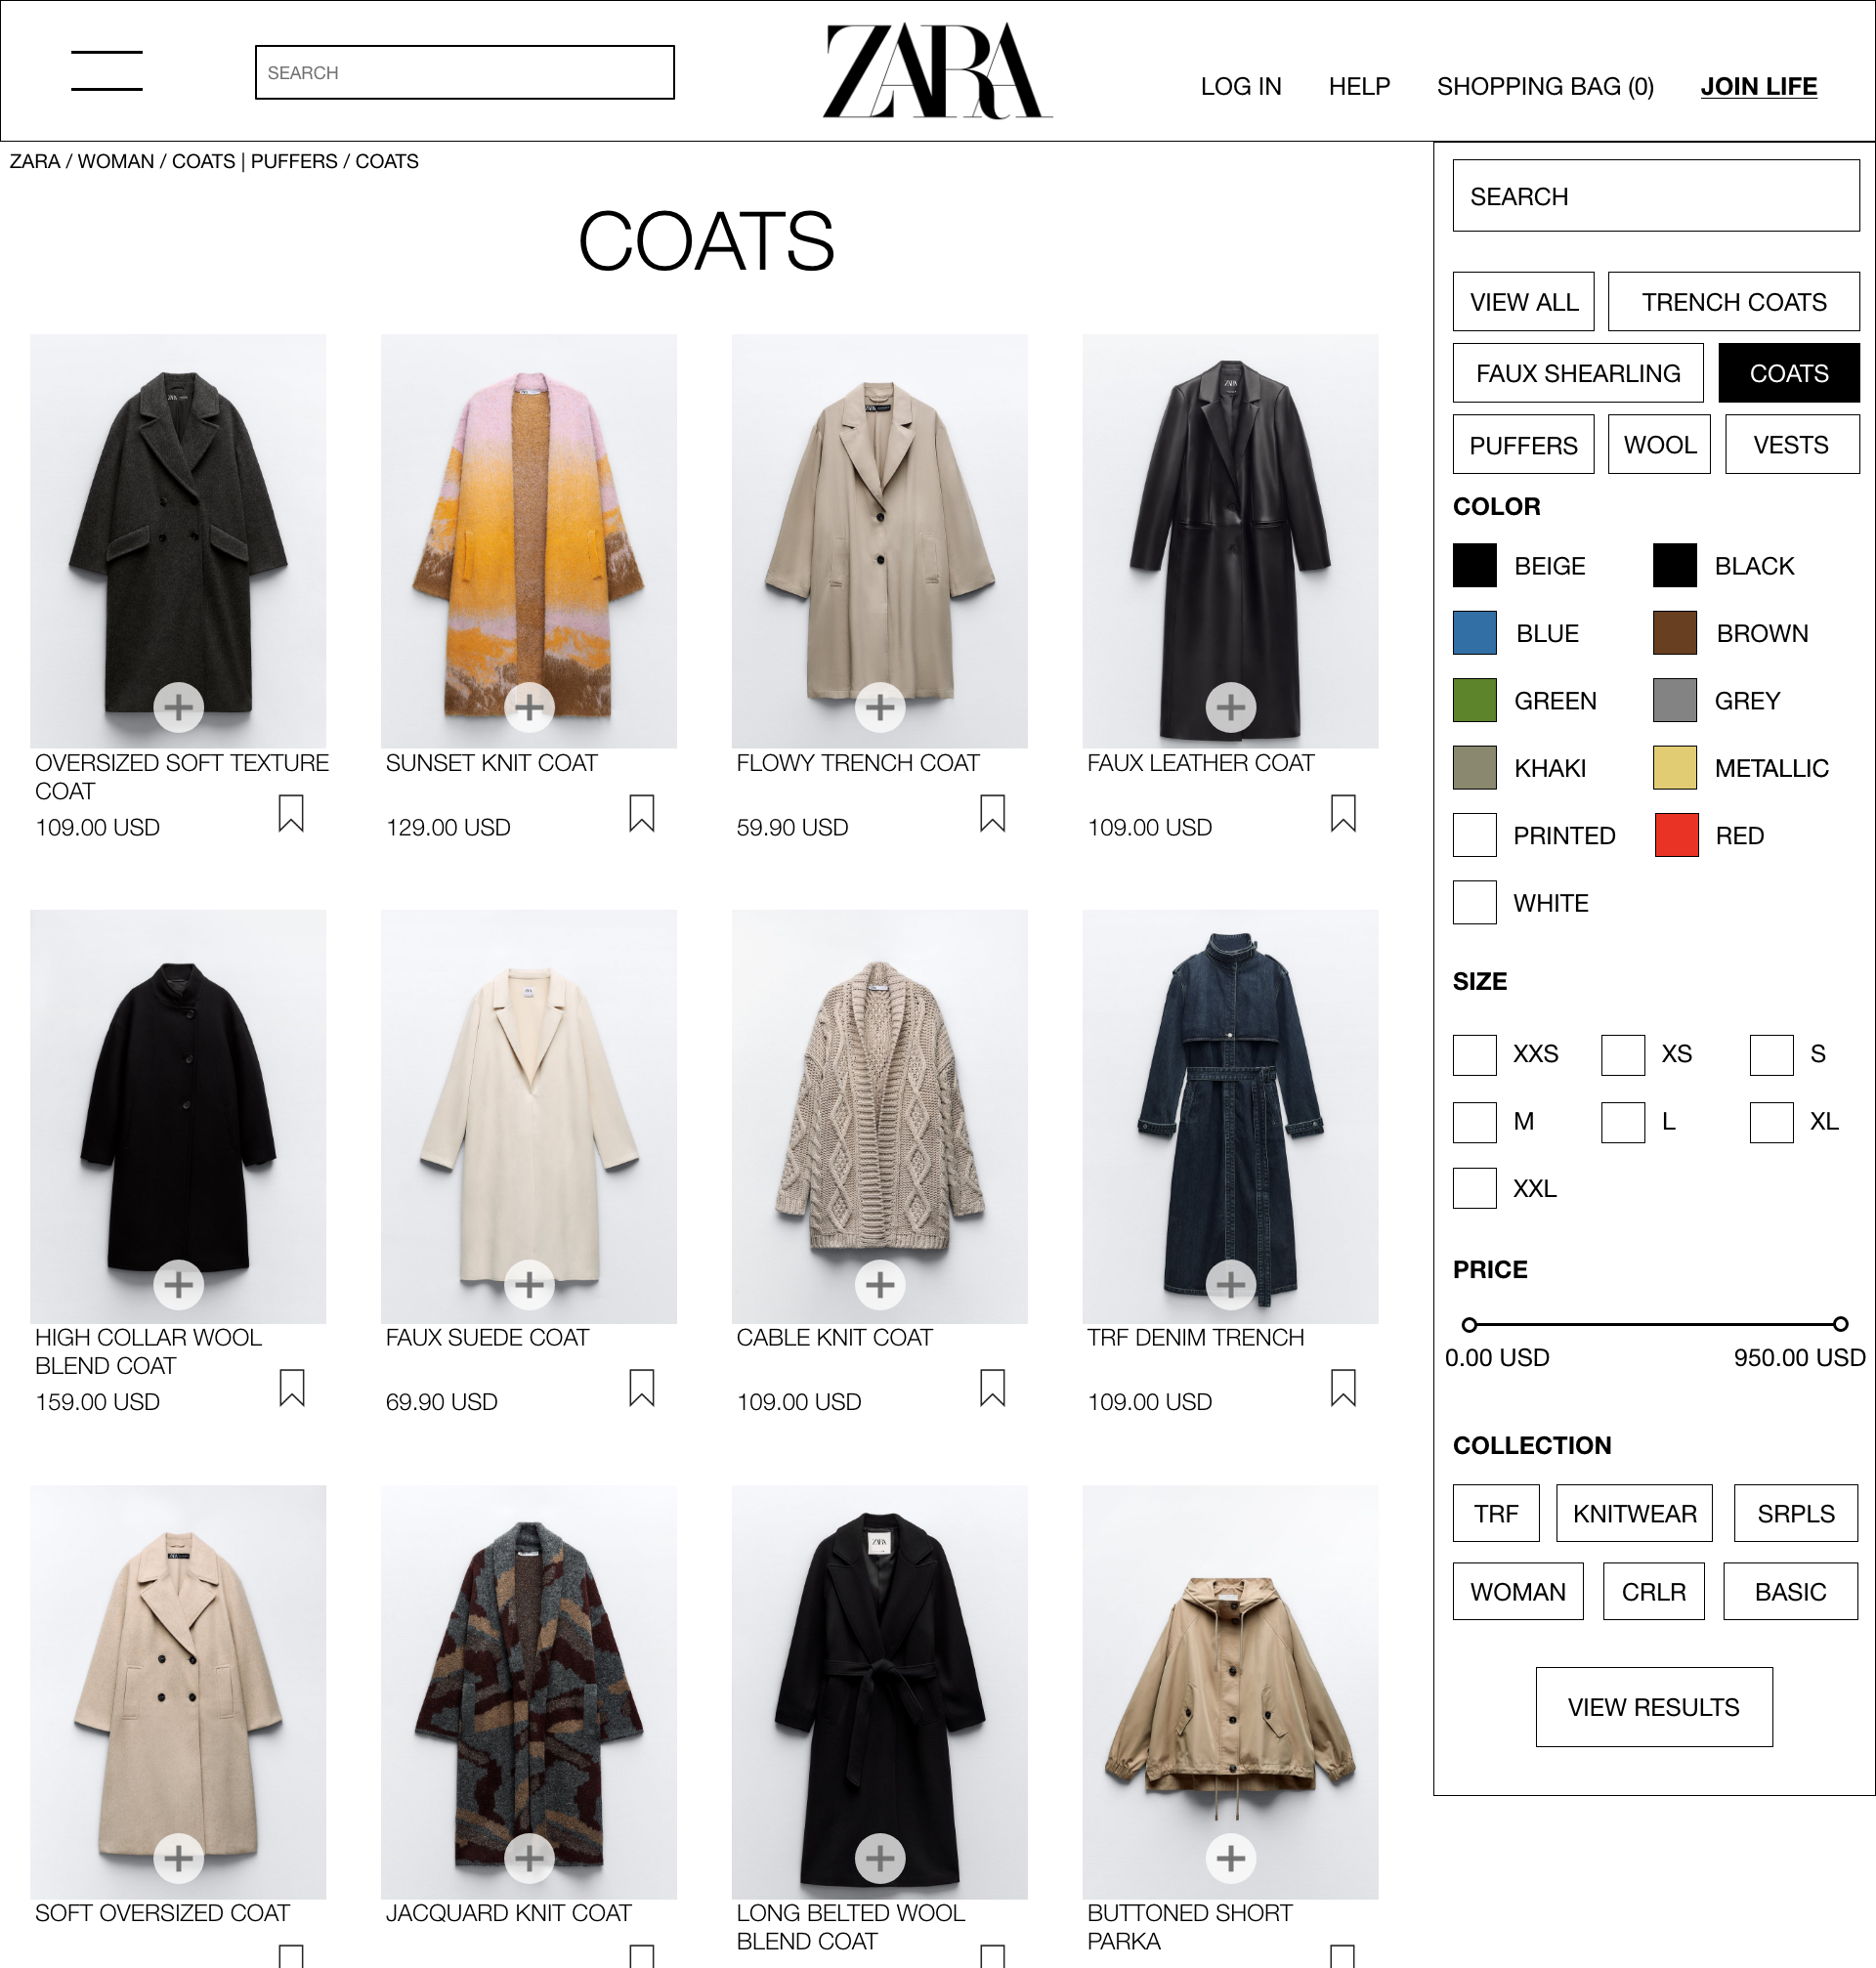 SEARCH
ZARA
LOG IN
HELP
SHOPPING BAG (0)
JOIN LIFE
ZARA / WOMAN / COATS | PUFFERS / COATS
COATS
OVERSIZED SOFT TEXTURE
COAT
109.00 USD
SUNSET KNIT COAT
129.00 USD
FLOWY TRENCH COAT
59.90 USD
FAUX LEATHER COAT
109.00 USD
HIGH COLLAR WOOL
BLEND COAT
159.00 USD
FAUX SUEDE COAT
69.90 USD
CABLE KNIT COAT
109.00 USD
TRF DENIM TRENCH
109.00 USD
SOFT OVERSIZED COAT
JACQUARD KNIT COAT
LONG BELTED WOOL
BLEND COAT
BUTTONED SHORT
PARKA
SEARCH
VIEW ALL
TRENCH COATS
FAUX SHEARLING
COATS
PUFFERS
WOOL
VESTS
COLOR
BEIGE
BLACK
BLUE
BROWN
GREEN
GREY
KHAKI
METALLIC
PRINTED
RED
WHITE
SIZE
XXS
XS
S
M
L
XL
XXL
PRICE
0.00 USD
950.00 USD
COLLECTION
TRF
KNITWEAR
SRPLS
WOMAN
CRLR
BASIC
VIEW RESULTS